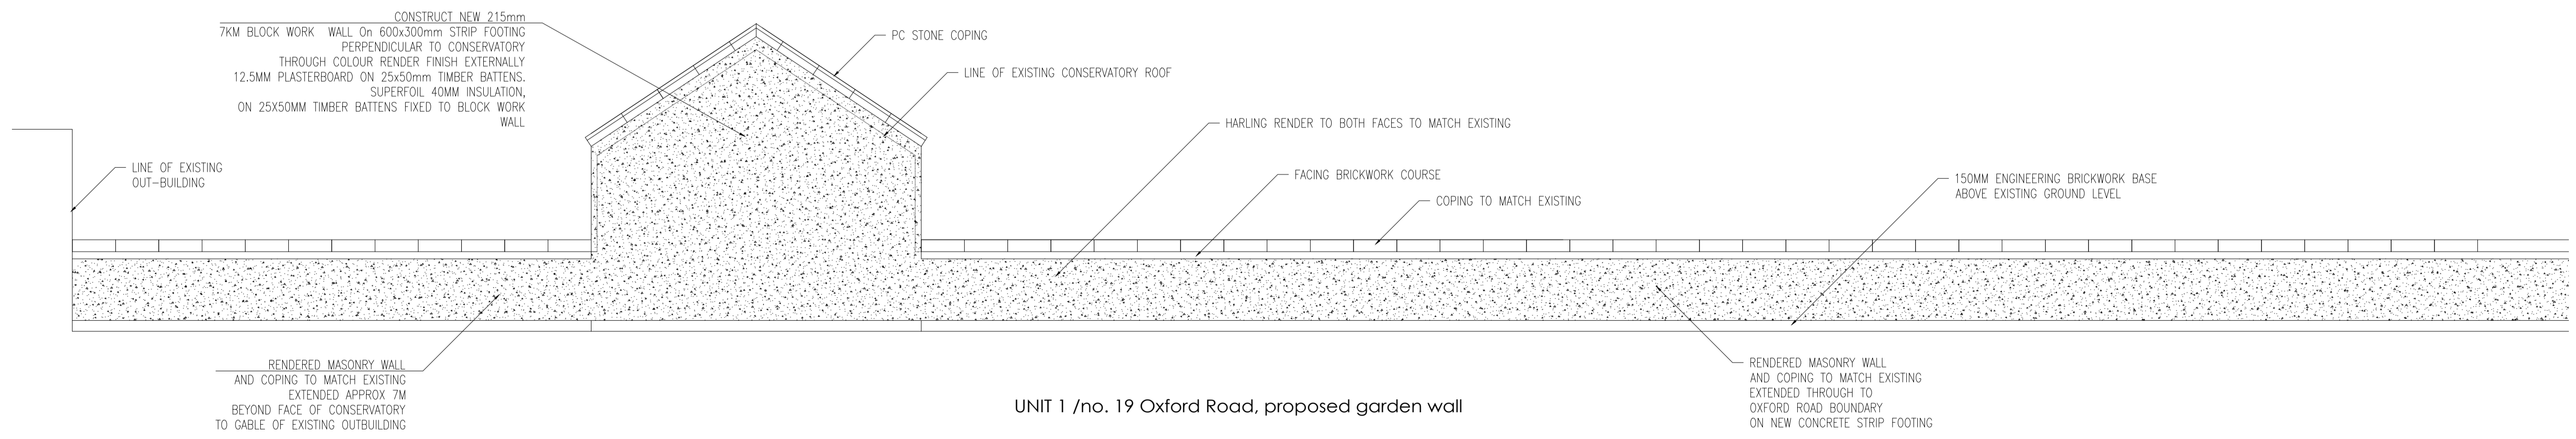 CONSTRUCT NEW 215mm
7KM BLOCK WORK WALL On 600x300mm STRIP FOOTING
PERPENDICULAR TO CONSERVATORY
THROUGH COLOUR RENDER FINISH EXTERNALLY
12.5MM PLASTERBOARD ON 25x50mm TIMBER BATTENS.
SUPERFOIL 40MM INSULATION,
ON 25X50MM TIMBER BATTENS FIXED TO BLOCK WORK
WALL
PC STONE COPING
LINE OF EXISTING CONSERVATORY ROOF
HARLING RENDER TO BOTH FACES TO MATCH EXISTING
LINE OF EXISTING
OUT-BUILDING
FACING BRICKWORK COURSE
COPING TO MATCH EXISTING
150MM ENGINEERING BRICKWORK BASE
ABOVE EXISTING GROUND LEVEL
RENDERED MASONRY WALL
AND COPING TO MATCH EXISTING
EXTENDED APPROX 7M
BEYOND FACE OF CONSERVATORY
TO GABLE OF EXISTING OUTBUILDING
UNIT 1 /no. 19 Oxford Road, proposed garden wall
RENDERED MASONRY WALL
AND COPING TO MATCH EXISTING
EXTENDED THROUGH TO
OXFORD ROAD BOUNDARY
ON NEW CONCRETE STRIP FOOTING